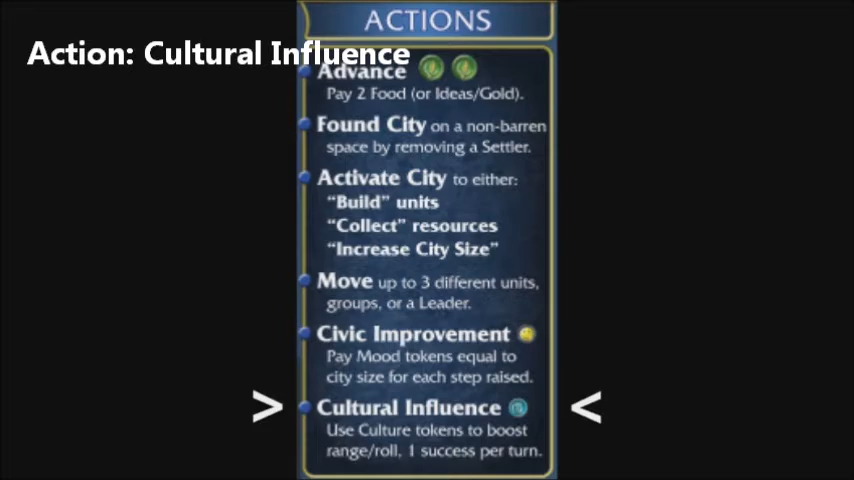 ACTIONS
Action: Cultural Influence
Advance
Pay 2 Food (or Ideas/Gold).
Found City on a non-barren
space by removing a Settler.
Activate City to either:
“Build” units
“Collect” resources
“Increase City Size”
Move up to 3 different units,
groups, or a Leader.
Civic Improvement
Pay Mood tokens equal to
city size for each step raised.
> Cultural Influence <
Use Culture tokens to boost
range/roll, 1 success per turn.